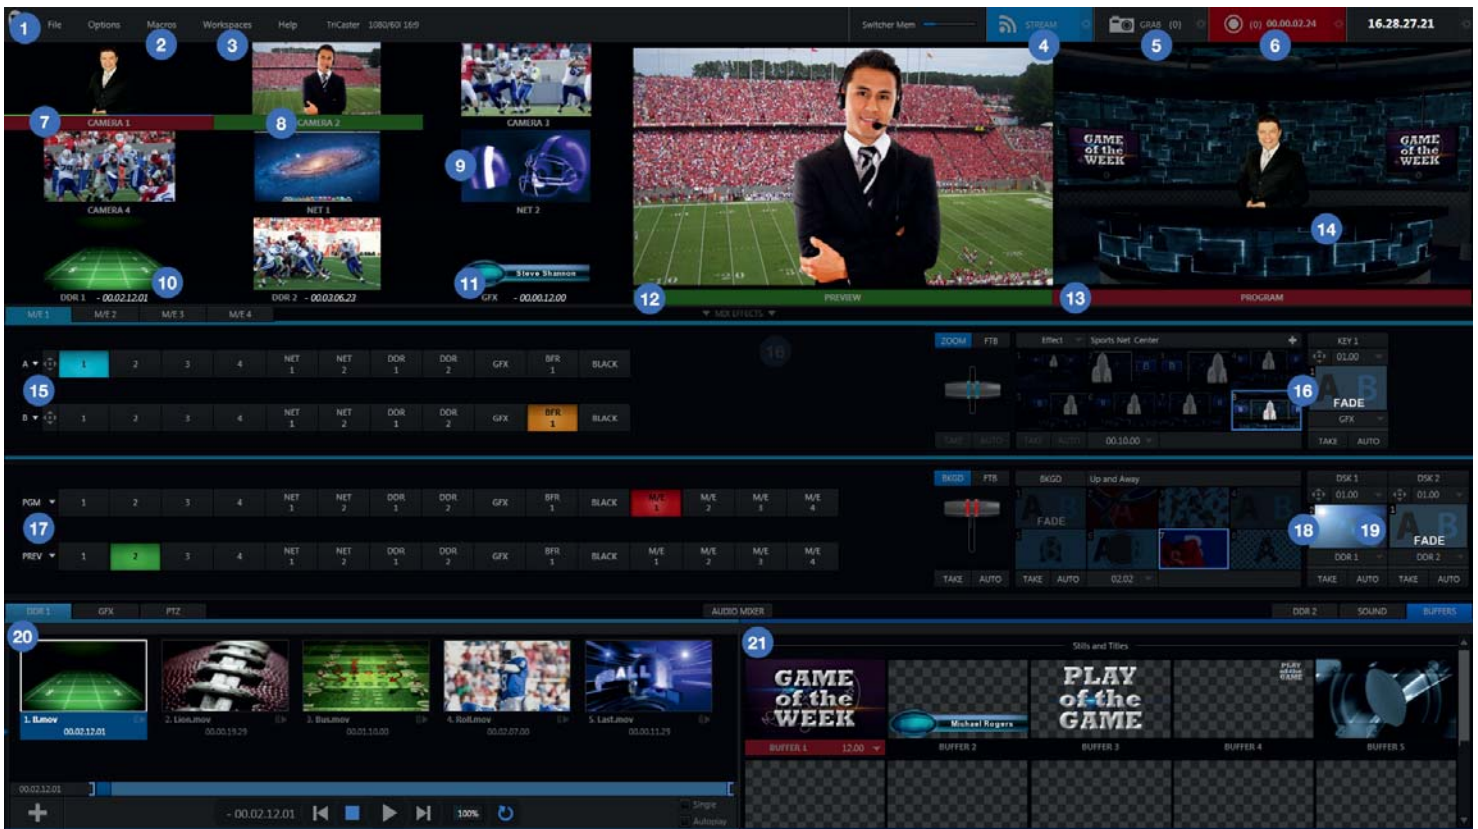 1 File Options Macros Workspaces Help TriCaster 1080/60i 16:9 Switcher Mem STREAM GRAB (0) (0) 00.00.02.24 16.28.27.21
2 3 4 5 6
7 CAMERA 1 8 CAMERA 2 CAMERA 3
GAME of the WEEK GAME of the WEEK
9
CAMERA 4 NET 1 NET 2
14
10 11 Steve Shannon
DDR 1 - 00.02.12.01 DDR 2 - 00.03.06.23 GFX - 00.00.12.00
12 PREVIEW 13 PROGRAM
M/E 1 M/E 2 M/E 3 M/E 4 MIX EFFECTS
ZOOM FTB Effect Sports Net Center KEY 1
16
01.00
A 1 2 3 4 NET 1 NET 2 DDR 1 DDR 2 GFX BFR 1 BLACK
15 16
FADE
B 1 2 3 4 NET 1 NET 2 DDR 1 DDR 2 GFX BFR 1 BLACK
GFX
TAKE AUTO TAKE AUTO 00.10.00 TAKE AUTO
BKGD FTB BKGD Up and Away DSK 1 DSK 2
01.00 01.00
PGM 1 2 3 4 NET 1 NET 2 DDR 1 DDR 2 GFX BFR 1 BLACK M/E 1 M/E 2 M/E 3 M/E 4
17 FADE 18 19 FADE
PREV 1 2 3 4 NET 1 NET 2 DDR 1 DDR 2 GFX BFR 1 BLACK M/E 1 M/E 2 M/E 3 M/E 4
DDR 1 DDR 2
TAKE AUTO TAKE AUTO 02.02 TAKE AUTO TAKE AUTO
DDR 1 GFX PTZ AUDIO MIXER DDR 2 SOUND BUFFERS
20 21 Stills and Titles
GAME of the WEEK Michael Rogers PLAY of the GAME PLAY of the GAME
1. II.mov 2. Lion.mov 3. Bus.mov 4. Roll.mov 5. Last.mov
00.02.12.01 00.00.19.29 00.01.10.00 00.02.07.00 00.00.11.23
BUFFER 1 12.00 BUFFER 2 BUFFER 3 BUFFER 4 BUFFER 5
00.02.12.01
- 00.02.12.01 100% Single
Autoplay